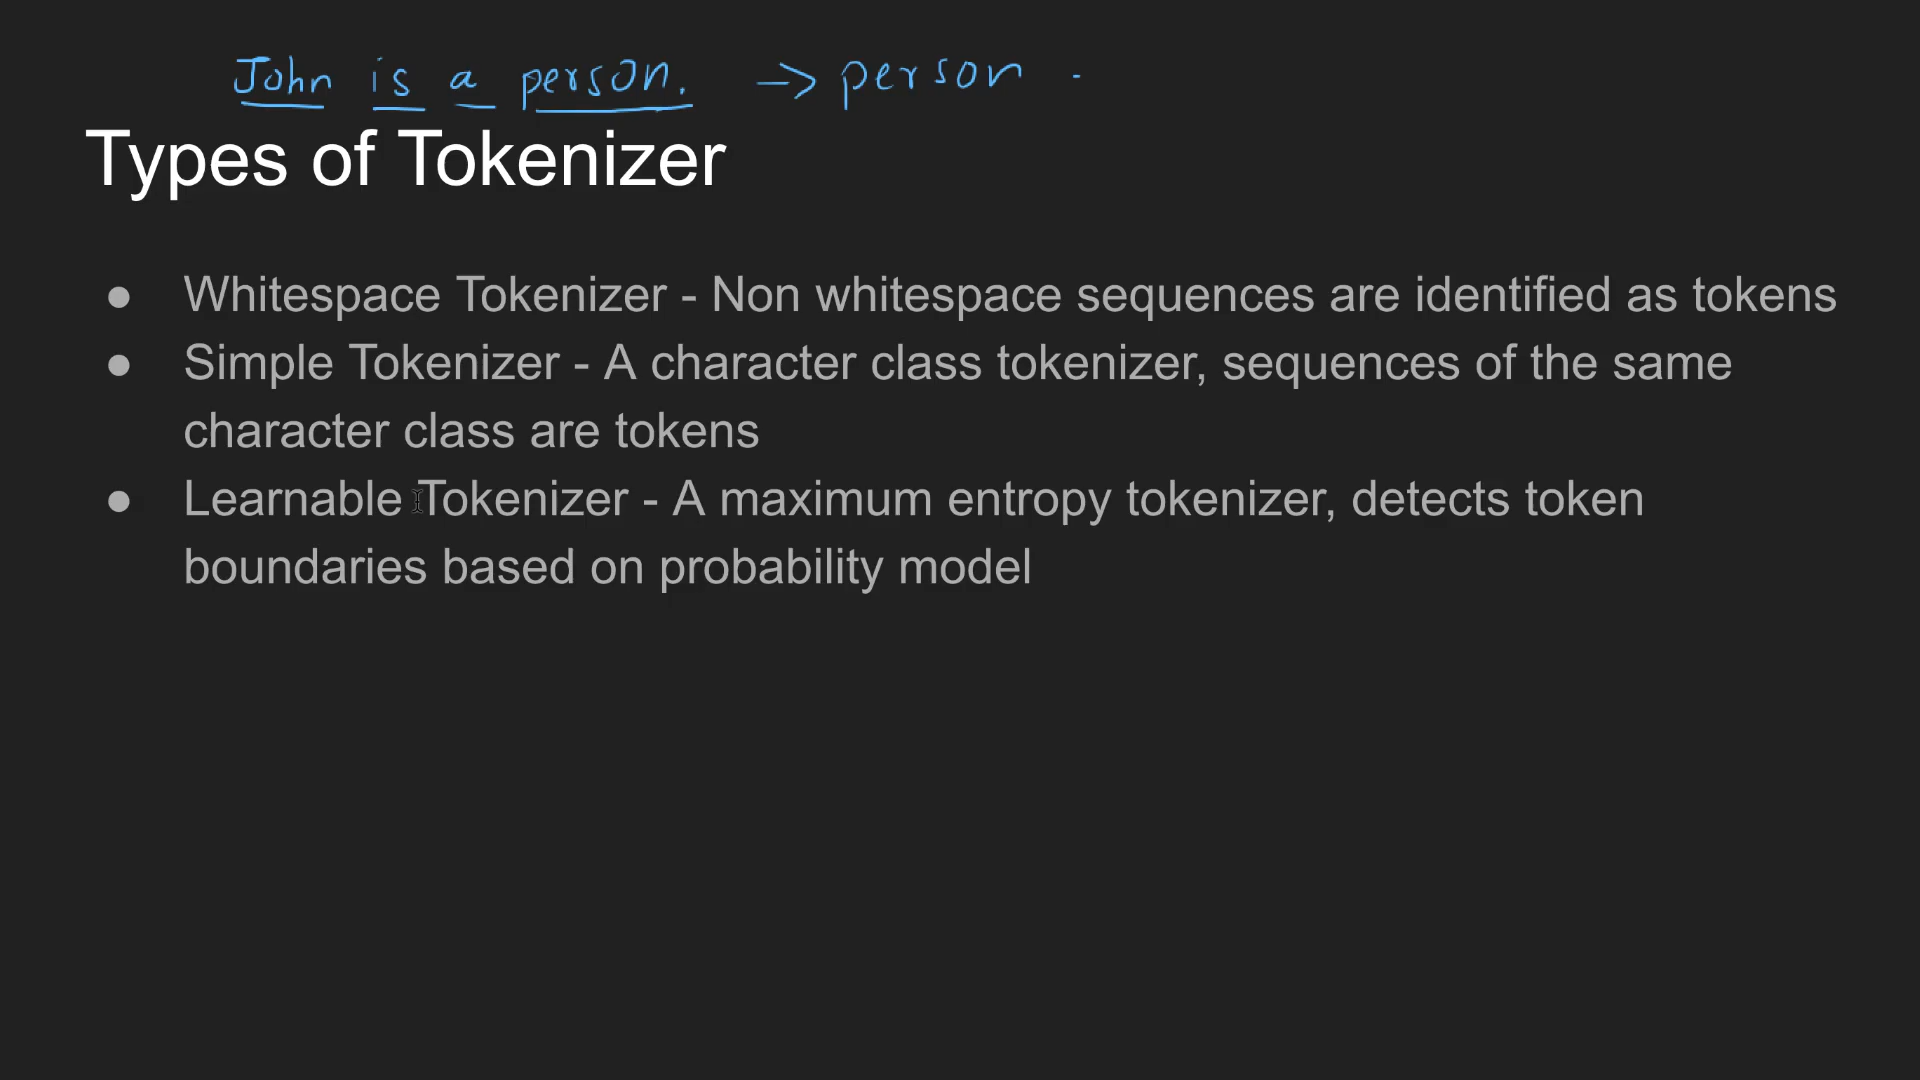 John is a person. -> person .
Types of Tokenizer
● Whitespace Tokenizer - Non whitespace sequences are identified as tokens
● Simple Tokenizer - A character class tokenizer, sequences of the same
character class are tokens
● Learnable Tokenizer - A maximum entropy tokenizer, detects token
boundaries based on probability model